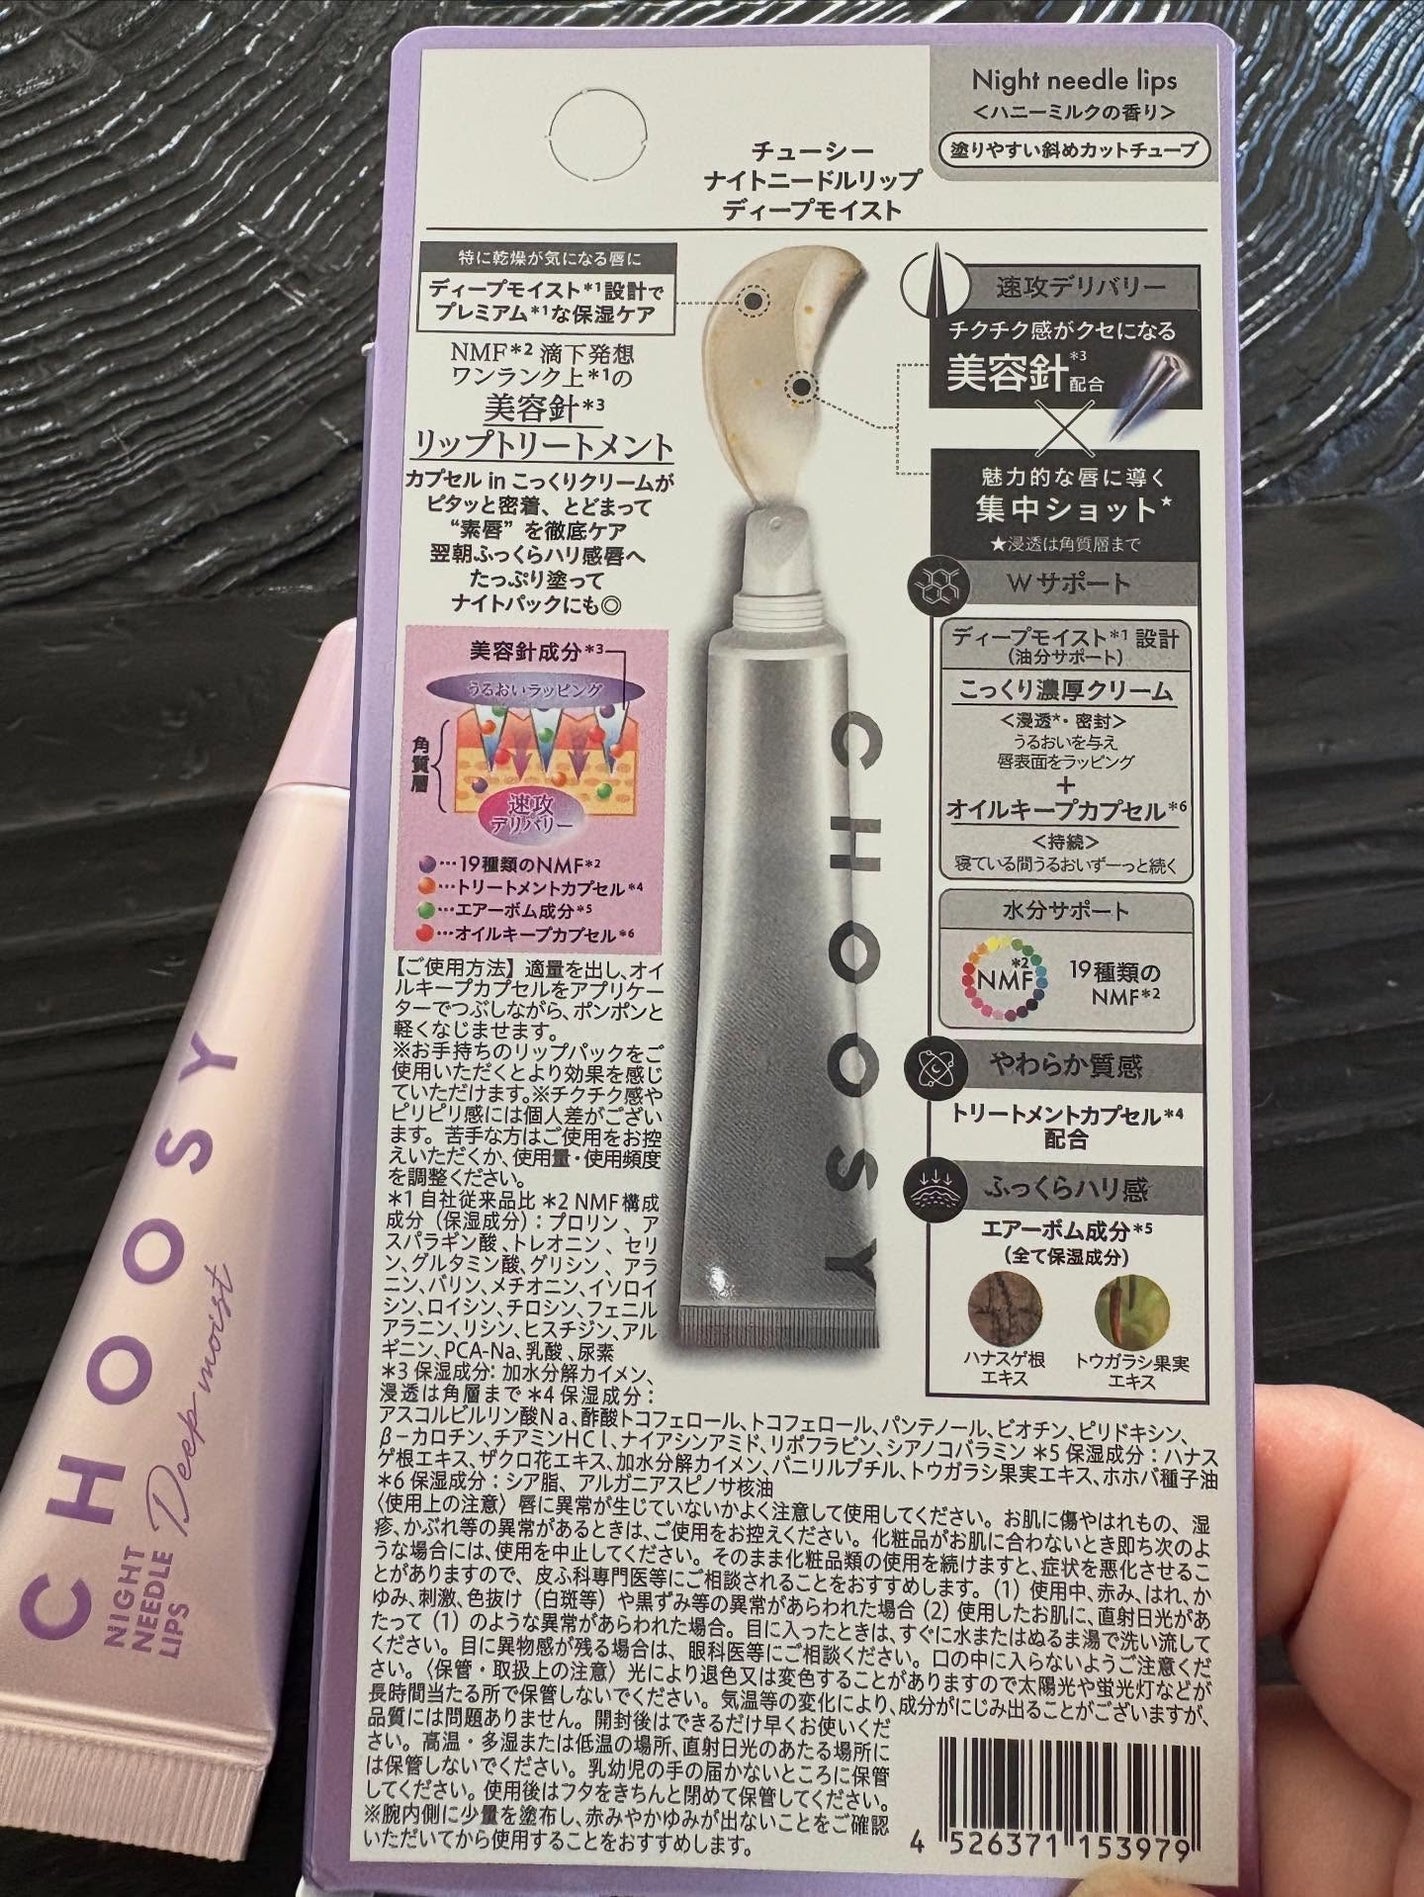 Night needle lips
＜ハニーミルクの香り＞
塗りやすい斜めカットチューブ
チューシー
ナイトニードルリップ
ディープモイスト
特に乾燥が気になる唇に
ディープモイスト*1設計で
プレミアム*1な保湿ケア
NMF*2 滴下発想
ワンランク上*1の
美容針*3
リップトリートメント
カプセル in こっくりクリームが
ピタッと密着、とどまって
“素唇”を徹底ケア
翌朝ふっくらハリ感唇へ
たっぷり塗って
ナイトパックにも◎
美容針成分*3
うるおいラッピング
角質層
速攻
デリバリー
●…19種類のNMF*2
●…トリートメントカプセル*4
●…エアーボム成分*5
●…オイルキープカプセル*6
速攻デリバリー
チクチク感がクセになる
美容針*3配合
魅力的な唇に導く
集中ショット★
★浸透は角質層まで
Wサポート
ディープモイスト*1 設計
（油分サポート）
こっくり濃厚クリーム
＜浸透*・密封＞
うるおいを与え
唇表面をラッピング
+
オイルキープカプセル*6
＜持続＞
寝ている間うるおいずーっと続く
水分サポート
NMF*2
19種類の
NMF*2
やわらか質感
トリートメントカプセル*4
配合
ふっくらハリ感
エアーボム成分*5
（全て保湿成分）
ハナスゲ根
エキス
トウガラシ果実
エキス
CHOOSY
【ご使用方法】適量を出し、オイ
ルキープカプセルをアプリケー
ターでつぶしながら、ポンポンと
軽くなじませます。
※お手持ちのリップパックをご
使用いただくとより効果を感じ
ていただけます。※チクチク感や
ピリピリ感には個人差がござい
ます。苦手な方はご使用をお控
えいただくか、使用量・使用頻度
を調整ください。
*1 自社従来品比 *2 NMF構成
成分（保湿成分）：プロリン 、ア
スパラギン酸 、トレオニン 、セリ
ン、グルタミン酸、グリシン 、アラ
ニン、バリン、メチオニン、イソロイ
シン、ロイシン、チロシン、フェニル
アラニン、リシン、ヒスチジン、アル
ギニン、PCA-Na、乳酸 、尿素
*3 保湿成分: 加水分解カイメン、
浸透は角層まで *4 保湿成分：
アスコルビルリン酸Na、酢酸トコフェロール、トコフェロール、パンテノール、ビオチン、ピリドキシン、
β－カロチン、チアミンHCl、ナイアシンアミド、リボフラビン、シアノコバラミン *5 保湿成分：ハナス
ゲ根エキス、ザクロ花エキス、加水分解カイメン、バニリルブチル、トウガラシ果実エキス、ホホバ種子油
*6 保湿成分：シア脂、 アルガニアスピノサ核油
〈使用上の注意〉唇に異常が生じていないかよく注意して使用してください。お肌に傷やはれもの、湿
疹、かぶれ等の異常があるときは、ご使用をお控えください。化粧品がお肌に合わないとき即ち次のよ
うな場合には、使用を中止してください。そのまま化粧品類の使用を続けますと、症状を悪化させるこ
とがありますので、皮ふ科専門医等にご相談されることをおすすめします。（1）使用中、赤み、はれ、か
ゆみ、刺激、色抜け（白斑等）や黒ずみ等の異常があらわれた場合（2）使用したお肌に、直射日光があ
たって（1）のような異常があらわれた場合。目に入ったときは、すぐに水またはぬるま湯で洗い流して
ください。目に異物感が残る場合は、眼科医等にご相談ください。口の中に入らないようご注意くだ
さい。〈保管・取扱上の注意〉光により退色又は変色することがありますので太陽光や蛍光灯などが
長時間当たる所で保管しないでください。気温等の変化により、成分がにじみ出ることがございますが、
品質には問題ありません。開封後はできるだけ早くお使いくだ
さい。高温・多湿または低温の場所、直射日光のあたる場所に
は保管しないでください。乳幼児の手の届かないところに保管
してください。使用後はフタをきちんと閉めて保管してください。
※腕内側に少量を塗布し、赤みやかゆみが出ないことをご確認
いただいてから使用することをおすすめします。
4 526371 153979
CHOOSY
Deep moist
NIGHT
NEEDLE
LIPS